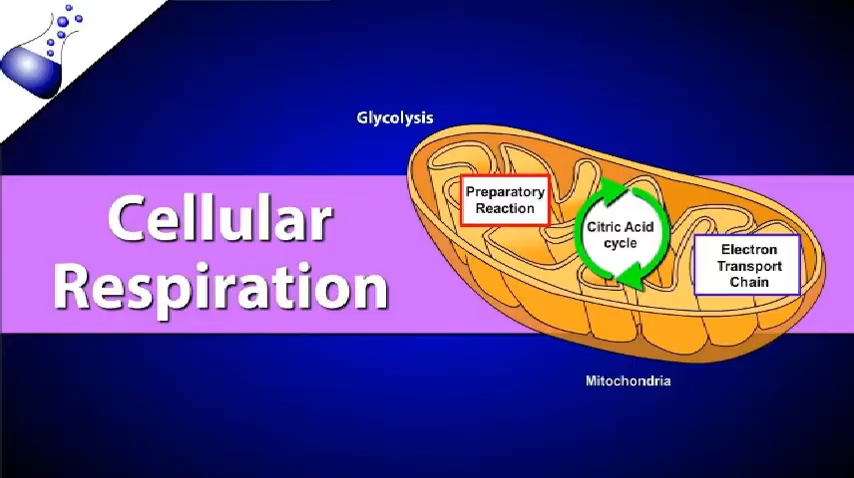 Glycolysis
Cellular
Respiration
Preparatory
Reaction
Citric Acid
cycle
Electron
Transport
Chain
Mitochondria